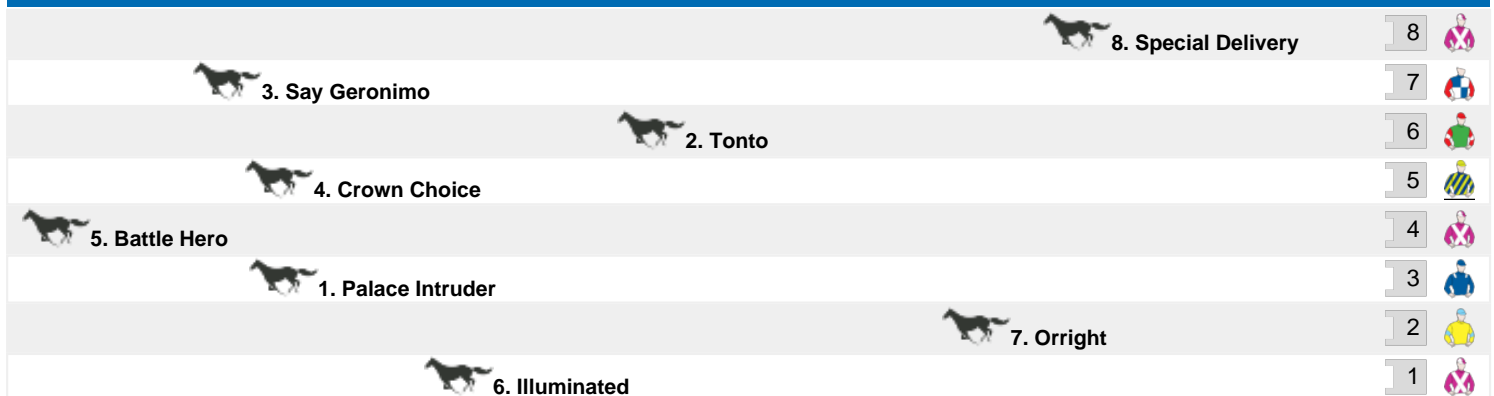 8. Special Delivery 8
3. Say Geronimo 7
2. Tonto 6
4. Crown Choice 5
5. Battle Hero 4
1. Palace Intruder 3
7. Orright 2
6. Illuminated 1